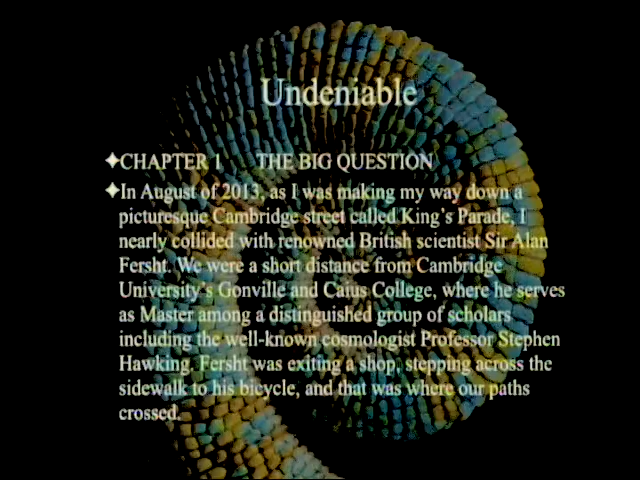 Undeniable
CHAPTER 1 THE BIG QUESTION
In August of 2013, as I was making my way down a
picturesque Cambridge street called King's Parade, I
nearly collided with renowned British scientist Sir Alan
Fersht. We were a short distance from Cambridge
University's Gonville and Caius College, where he serves
as Master among a distinguished group of scholars
including the well-known cosmologist Professor Stephen
Hawking. Fersht was exiting a shop, stepping across the
sidewalk to his bicycle, and that was where our paths
crossed.